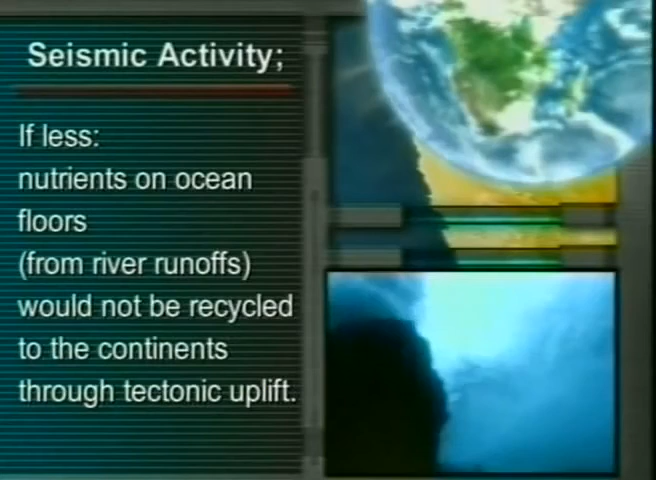 Seismic Activity;
If less:
nutrients on ocean
floors
(from river runoffs)
would not be recycled
to the continents
through tectonic uplift.